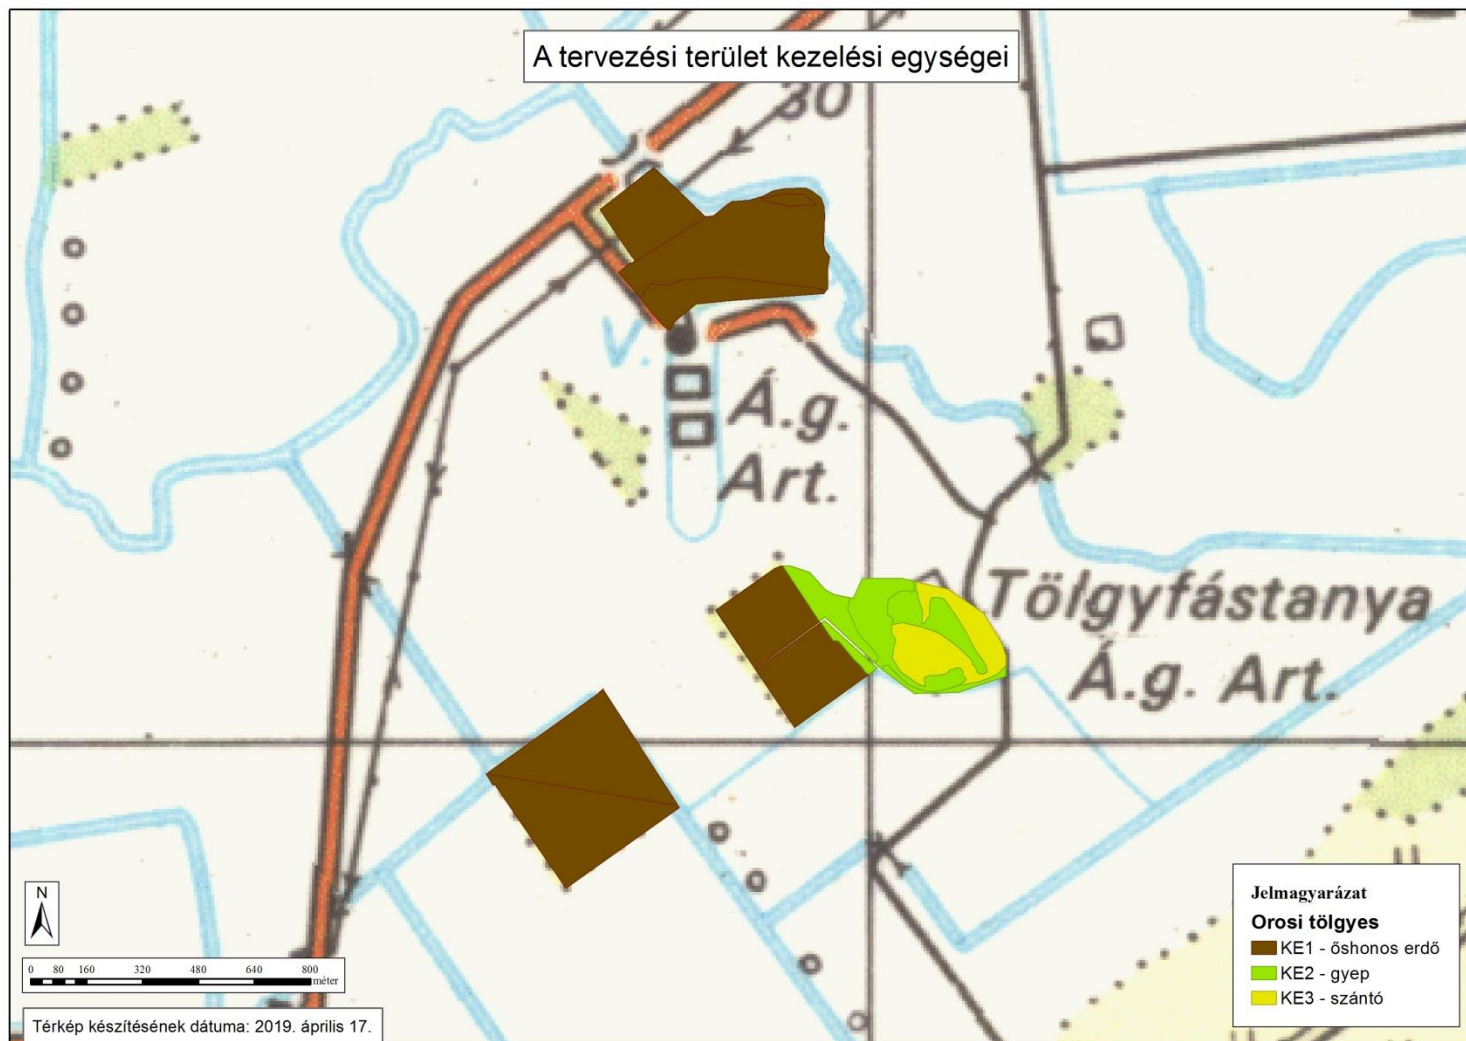 A tervezési terület kezelési egységei
30
V.
Á.g.
Art.
Tölgyfástanya
Á.g. Art.
N
0 80 160 320 480 640 800
méter
Térkép készítésének dátuma: 2019. április 17.
Jelmagyarázat
Orosi tölgyes
KE1 - őshonos erdő
KE2 - gyep
KE3 - szántó